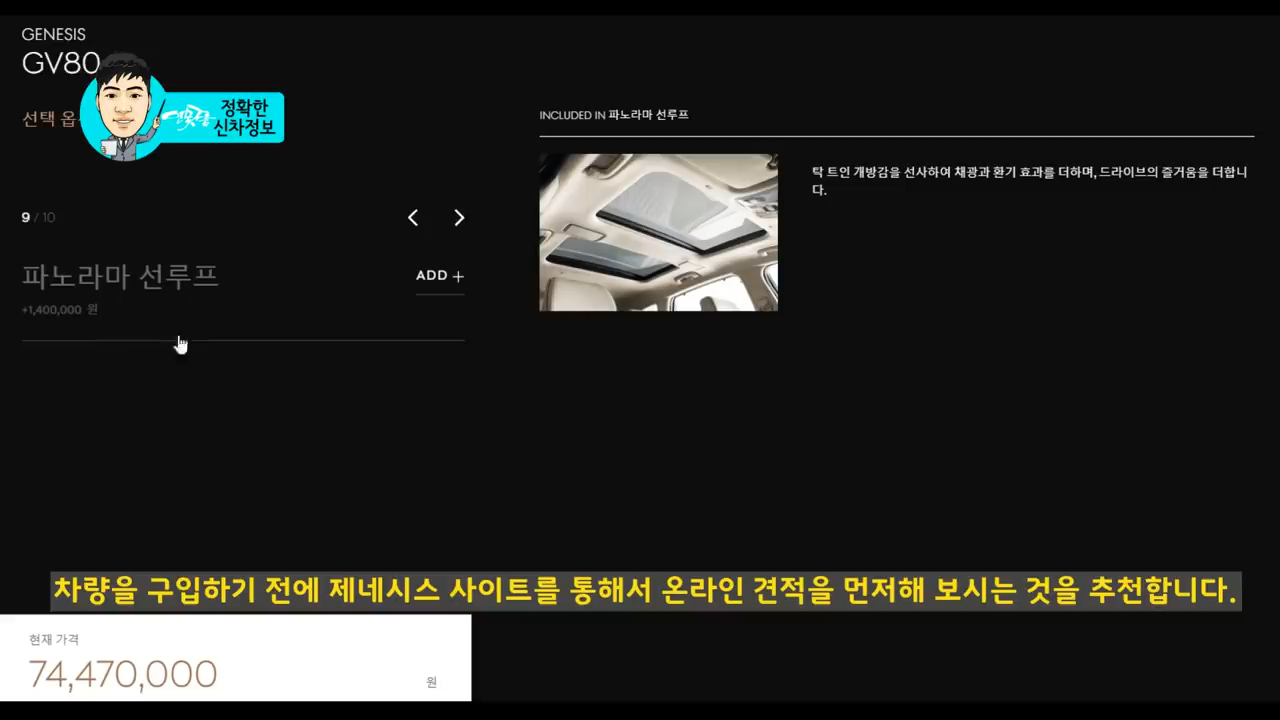 GENESIS
GV80
선택 옵
정확한
신차정보
INCLUDED IN 파노라마 선루프
탁 트인 개방감을 선사하여 채광과 환기 효과를 더하며, 드라이브의 즐거움을 더합니
다.
9 / 10
파노라마 선루프
ADD +
+1,400,000 원
차량을 구입하기 전에 제네시스 사이트를 통해서 온라인 견적을 먼저해 보시는 것을 추천합니다.
현재 가격
74,470,000
원